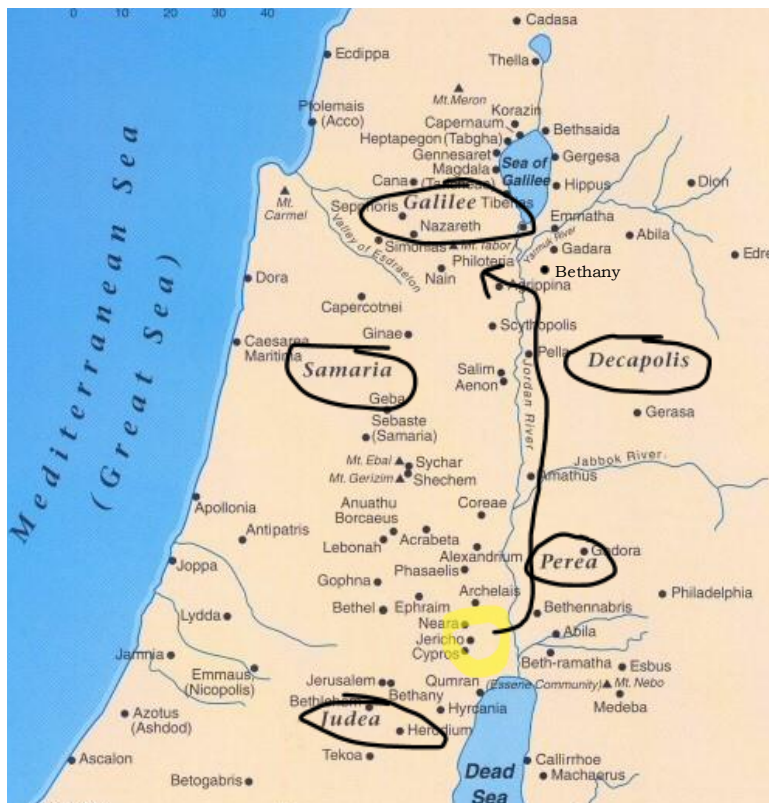 0 10 20 30 40
Cadasa
Ecdippa
Thella
Mt. Meron
Ptolemais
(Acco)
Korazin
Capernaum
Bethsaida
Heptapegon (Tabgha)
Gennesaret
Magdala
Sea of
Galilee
Gergesa
Cana
Hippus
Dion
Mt.
Carmel
Sepphoris
Galilee
Tiberias
Nazareth
Emmatha
Abila
Valley of Esdraelon
Simonias
Mt. Tabor)
Yarmuk River
Gadara
Edre
Philoteria
Nain
Bethany
Agrippina
Dora
Capercotnei
Mediterranean Sea
(Great Sea)
Ginae
Scythopolis
Caesarea
Maritima
Samaria
Pella
Decapolis
Salim
Aenon
Jordan River
Geba
Gerasa
Sebaste
(Samaria)
Mt. Ebal
Sychar
Mt. Gerizim
Shechem
Jabbok River
Amathus
Apollonia
Anuathu
Borcaeus
Coreae
Antipatris
Lebonah
Acrabeta
Alexandrium
Gadora
Joppa
Perea
Phasaelis
Gophna
Archelais
Philadelphia
Lydda
Bethel
Ephraim
Bethennabris
Neara
Jericho
Abila
Cypros
Jamnia
Emmaus
(Nicopolis)
Beth-ramatha
Esbus
Jerusalem
Qumran
(Essene Community)
Mt. Nebo
Bethlehem
Bethany
Medeba
Azotus
(Ashdod)
Judea
Hyrcania
Herodium
Tekoa
Ascalon
Callirrhoe
Betogabris
Dead
Sea
Machaerus